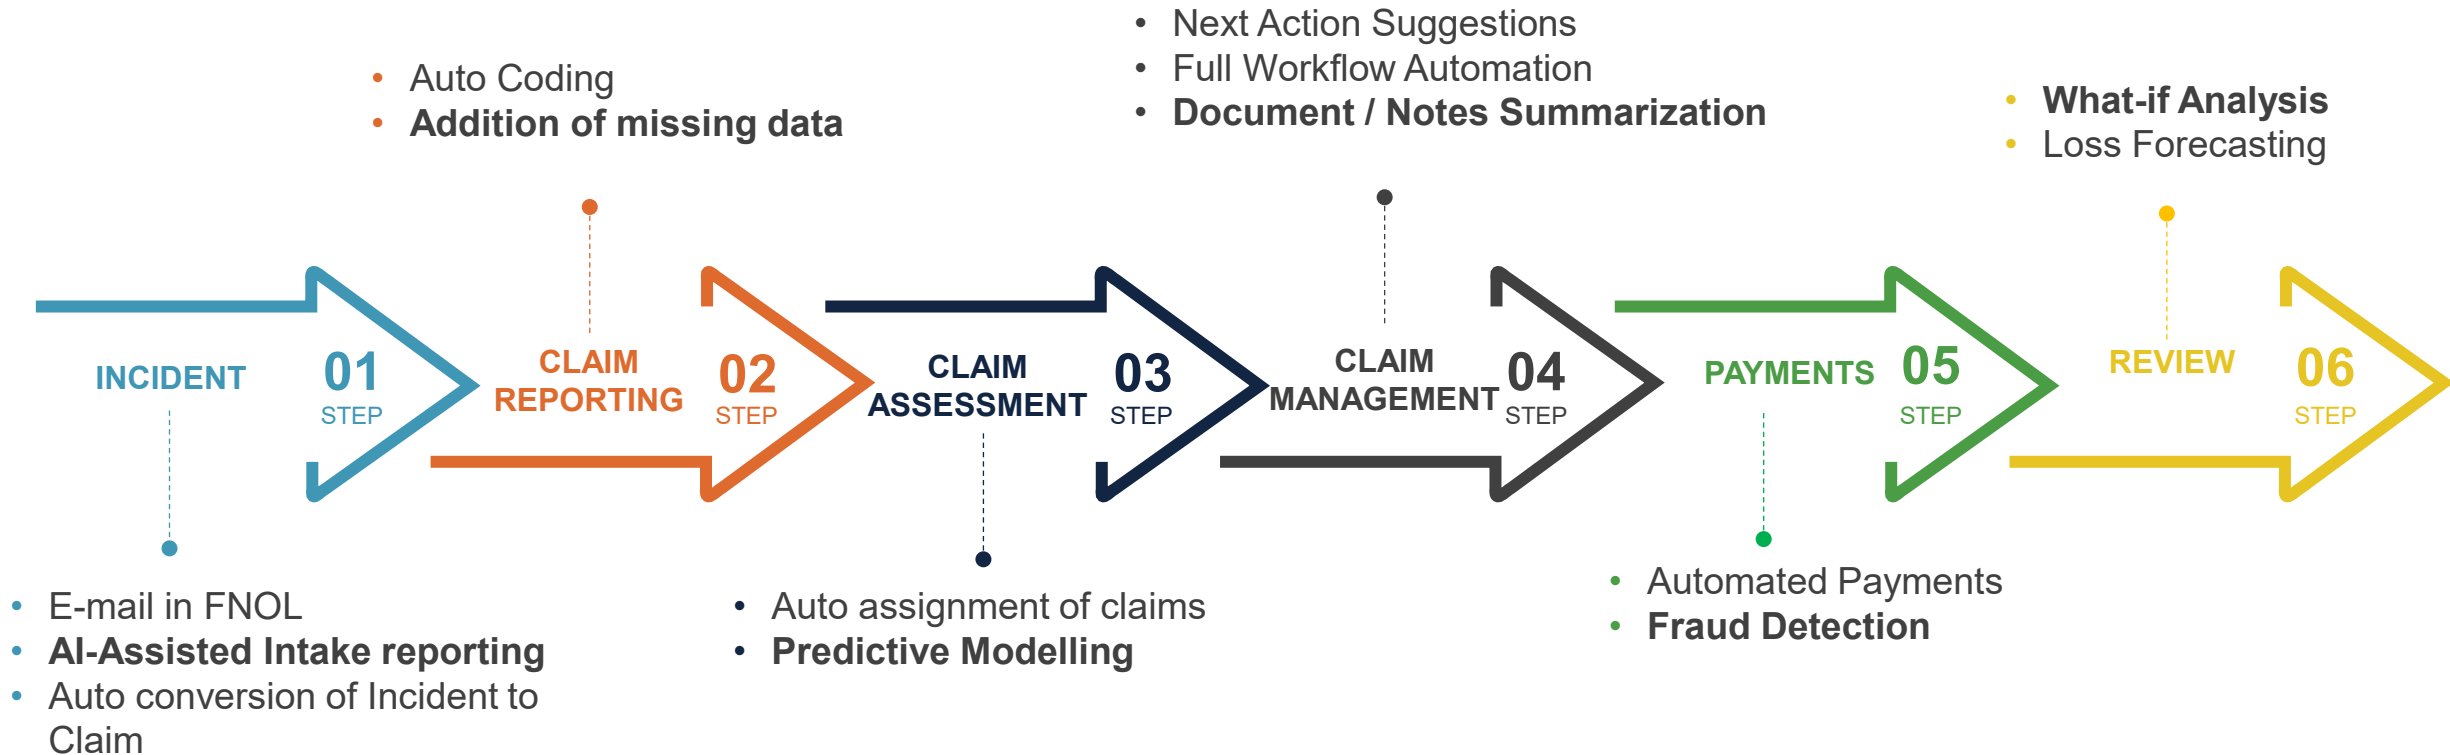 • Next Action Suggestions
• Full Workflow Automation
• Document / Notes Summarization
• Auto Coding
• Addition of missing data
• What-if Analysis
• Loss Forecasting
INCIDENT
01
STEP
CLAIM
REPORTING
02
STEP
CLAIM
ASSESSMENT
03
STEP
CLAIM
MANAGEMENT
04
STEP
PAYMENTS
05
STEP
REVIEW
06
STEP
• E-mail in FNOL
• AI-Assisted Intake reporting
• Auto conversion of Incident to
Claim
• Auto assignment of claims
• Predictive Modelling
• Automated Payments
• Fraud Detection